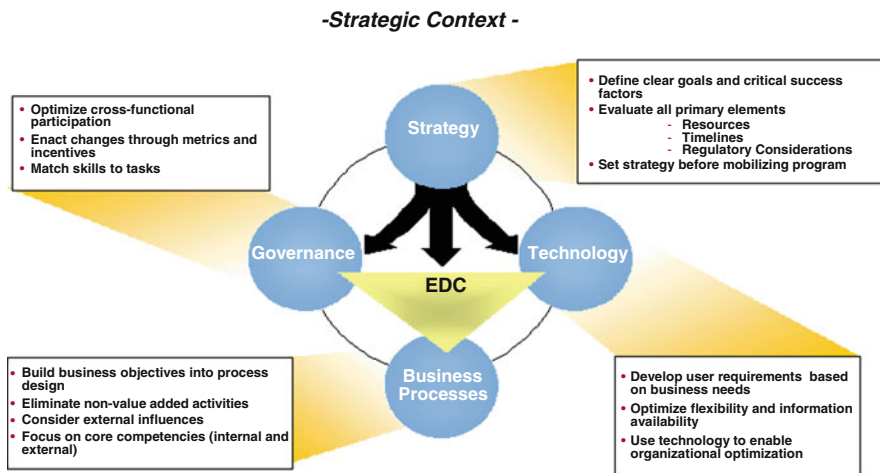 -Strategic Context -
• Optimize cross-functional
participation
• Enact changes through metrics and
incentives
• Match skills to tasks
• Define clear goals and critical success
factors
• Evaluate all primary elements
- Resources
- Timelines
- Regulatory Considerations
• Set strategy before mobilizing program
Strategy
Governance
Technology
EDC
Business
Processes
• Build business objectives into process
design
• Eliminate non-value added activities
• Consider external influences
• Focus on core competencies (internal and
external)
• Develop user requirements based
on business needs
• Optimize flexibility and information
availability
• Use technology to enable
organizational optimization